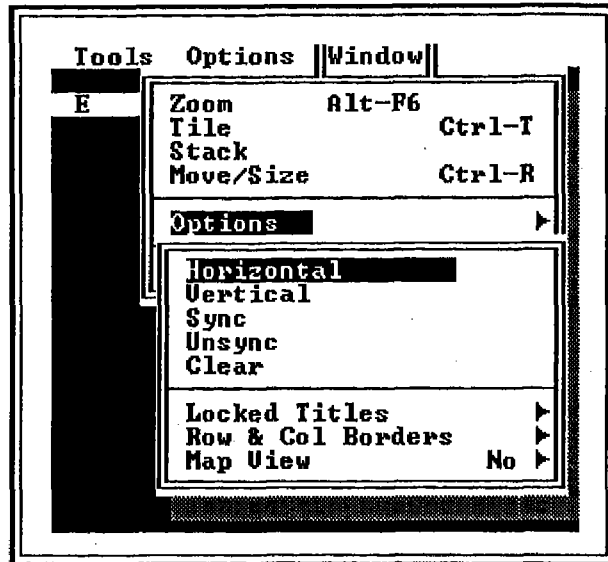 Tools Options Window
E
Zoom Alt-F6
Tile Ctrl-T
Stack
Move/Size Ctrl-R
Options
Horizontal
Vertical
Sync
Unsync
Clear
Locked Titles
Row & Col Borders
Map View No